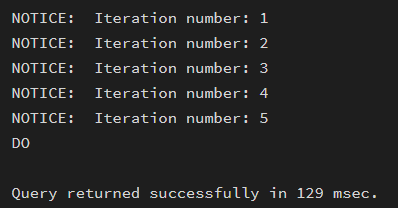 NOTICE:  Iteration number: 1
NOTICE:  Iteration number: 2
NOTICE:  Iteration number: 3
NOTICE:  Iteration number: 4
NOTICE:  Iteration number: 5
DO
Query returned successfully in 129 msec.